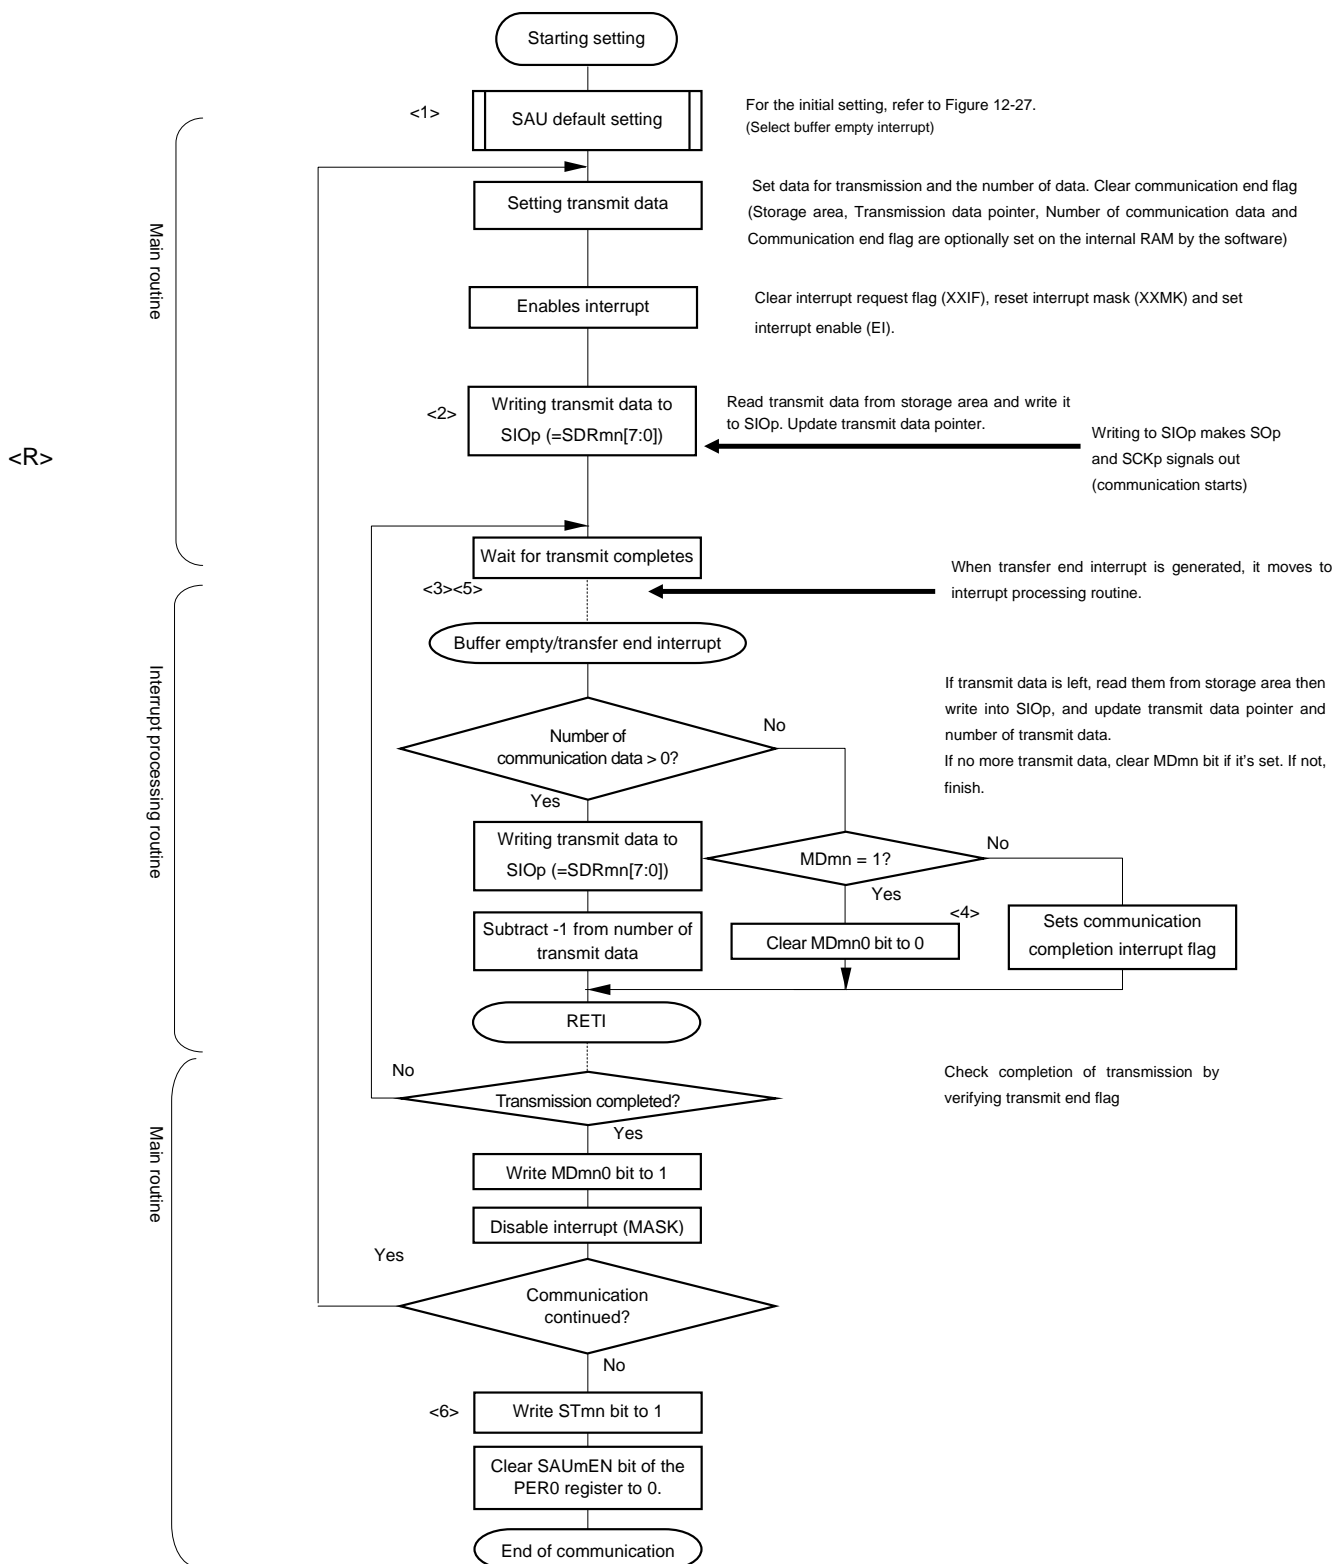 Starting setting
<1>
SAU default setting
For the initial setting, refer to Figure 12-27.
(Select buffer empty interrupt)
Setting transmit data
Set data for transmission and the number of data. Clear communication end flag
(Storage area, Transmission data pointer, Number of communication data and
Communication end flag are optionally set on the internal RAM by the software)
Main routine
Enables interrupt
Clear interrupt request flag (XXIF), reset interrupt mask (XXMK) and set
interrupt enable (EI).
<2>
Writing transmit data to
SIOp (=SDRmn[7:0])
Read transmit data from storage area and write it
to SIOp. Update transmit data pointer.
Writing to SIOp makes SOp
and SCKp signals out
(communication starts)
<R>
Wait for transmit completes
<3><5>
When transfer end interrupt is generated, it moves to
interrupt processing routine.
Buffer empty/transfer end interrupt
Interrupt processing routine
If transmit data is left, read them from storage area then
write into SIOp, and update transmit data pointer and
number of transmit data.
If no more transmit data, clear MDmn bit if it's set. If not,
finish.
Number of
communication data > 0?
No
Yes
Writing transmit data to
SIOp (=SDRmn[7:0])
MDmn = 1?
No
Yes
<4>
Subtract -1 from number of
transmit data
Clear MDmn0 bit to 0
Sets communication
completion interrupt flag
RETI
No
Transmission completed?
Check completion of transmission by
verifying transmit end flag
Yes
Main routine
Write MDmn0 bit to 1
Disable interrupt (MASK)
Yes
Communication
continued?
No
<6>
Write STmn bit to 1
Clear SAUmEN bit of the
PER0 register to 0.
End of communication